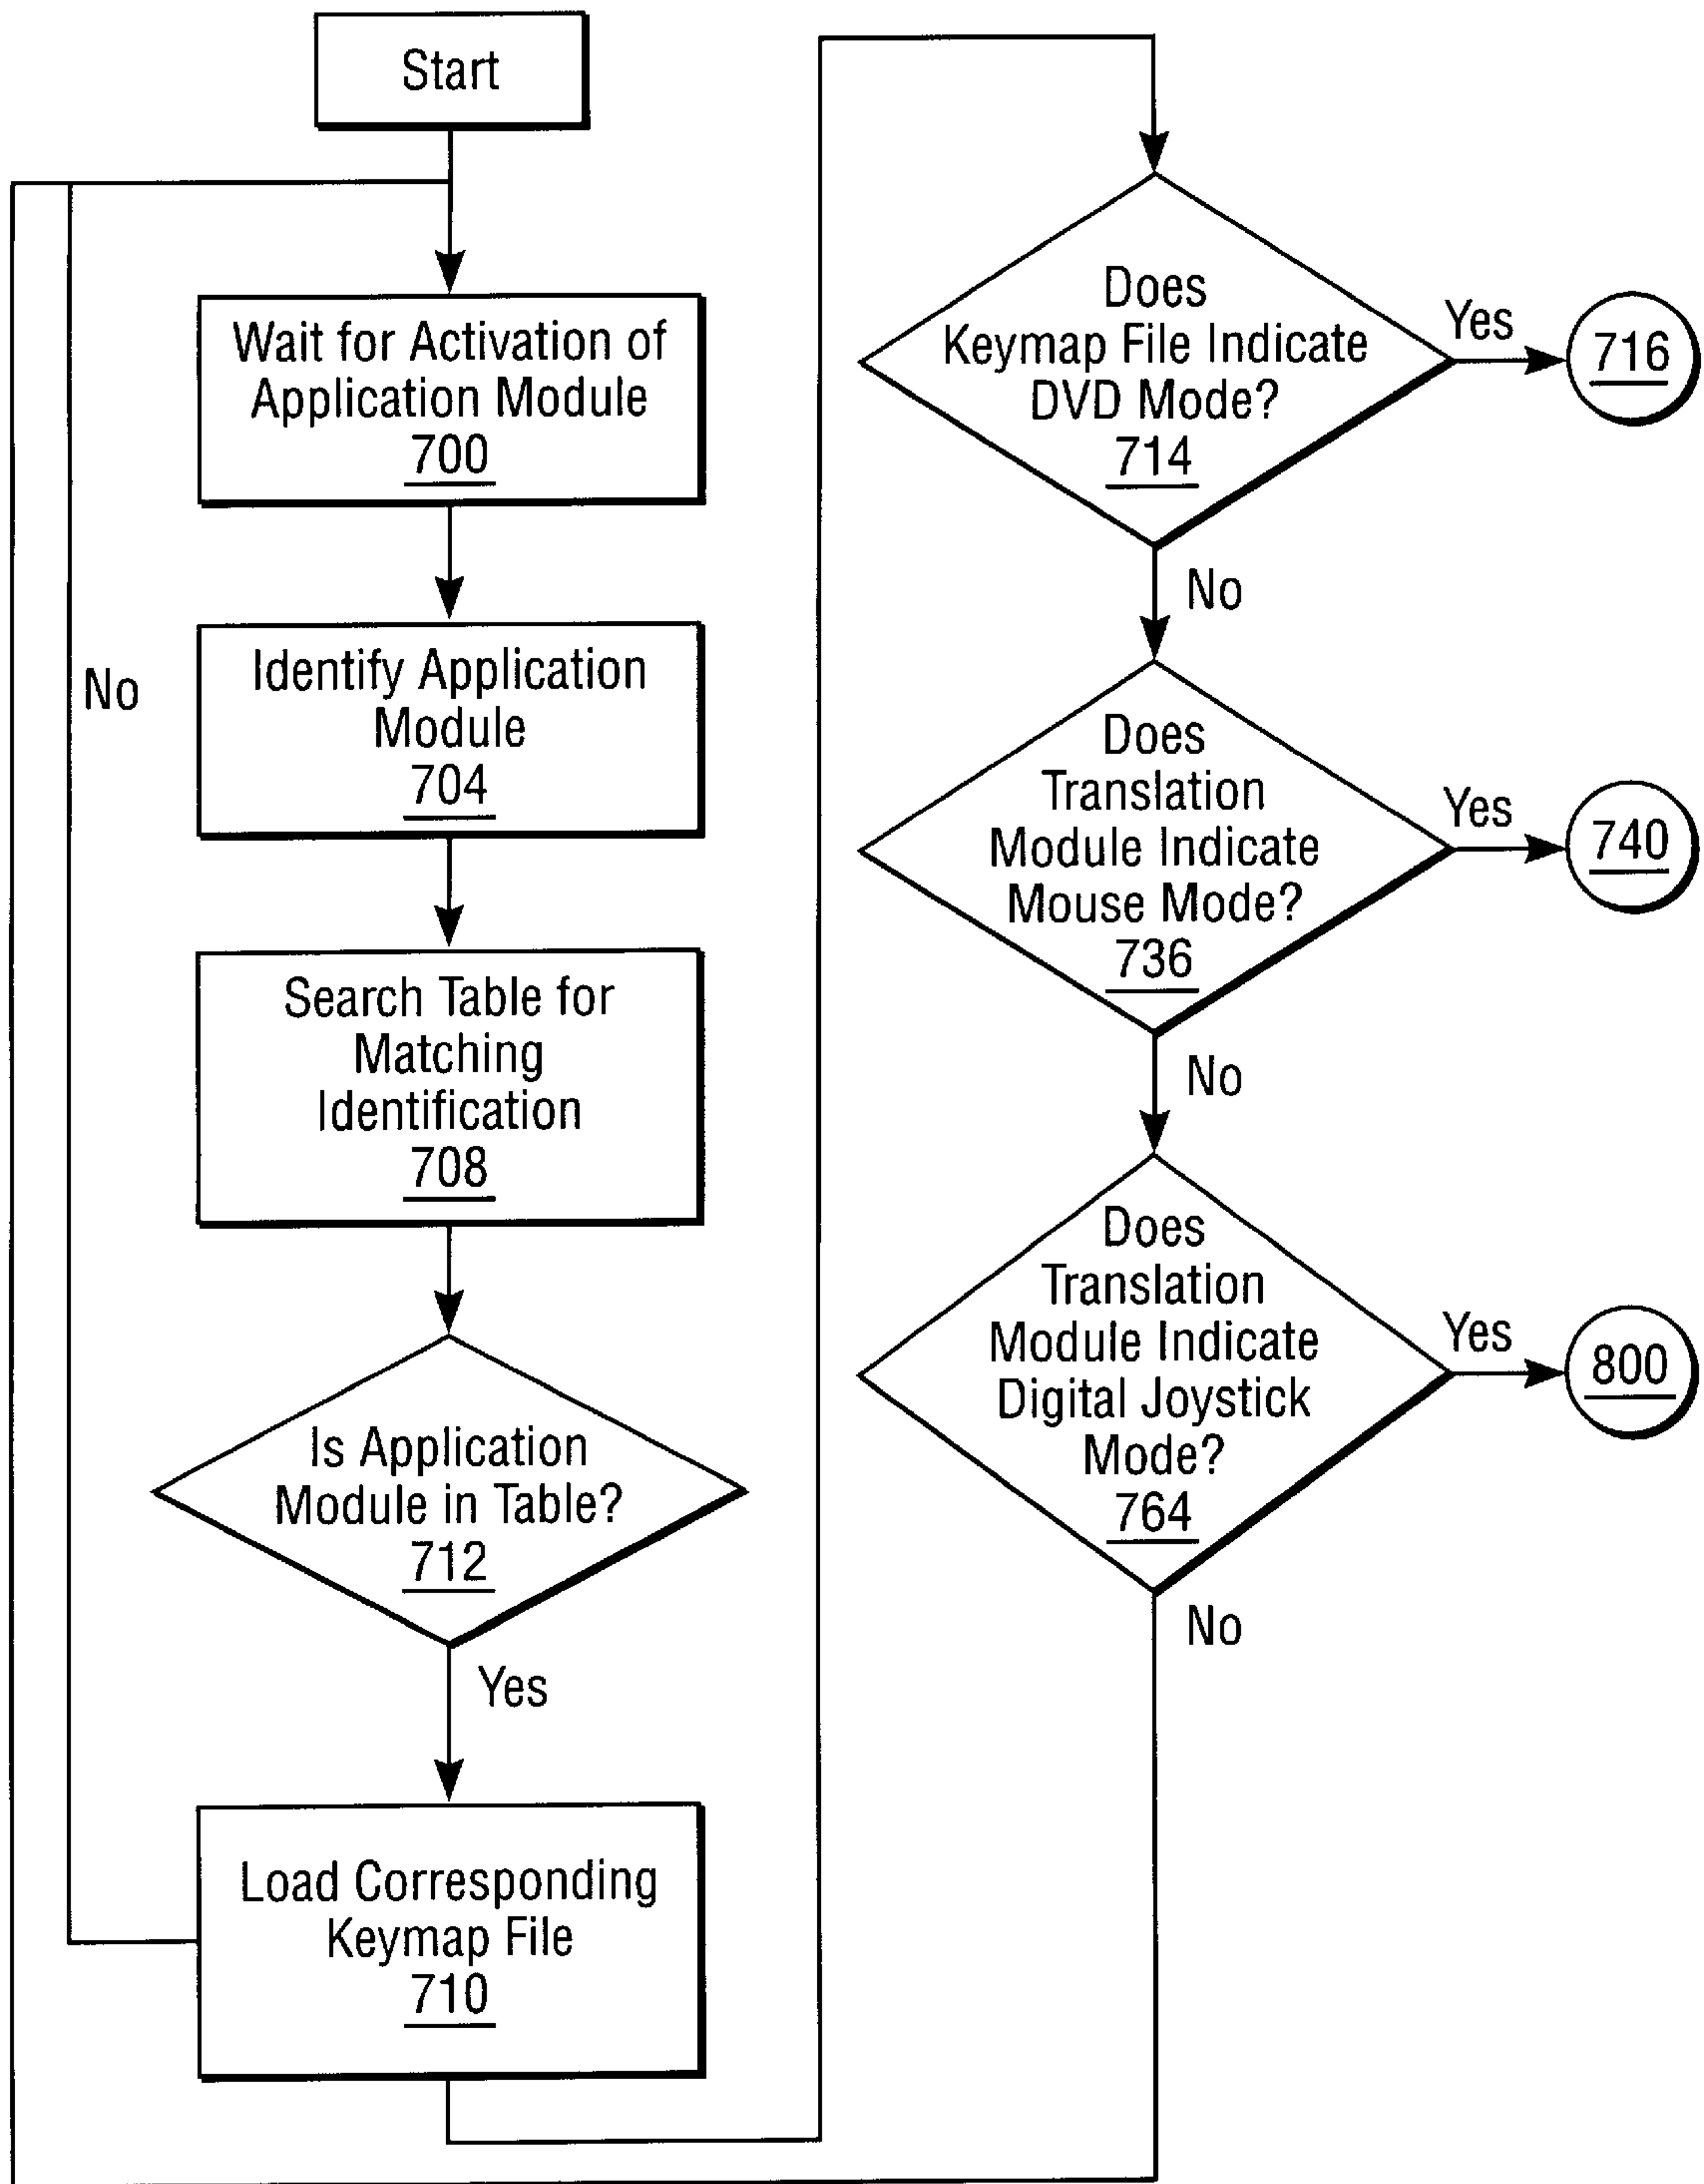 Start
Wait for Activation of
Application Module
700
Identify Application
Module
704
No
Search Table for
Matching
Identification
708
Is Application
Module in Table?
712
Yes
Load Corresponding
Keymap File
710
Does
Keymap File Indicate
DVD Mode?
714
Yes
716
No
Does
Translation
Module Indicate
Mouse Mode?
736
Yes
740
No
Does
Translation
Module Indicate
Digital Joystick
Mode?
764
Yes
800
No